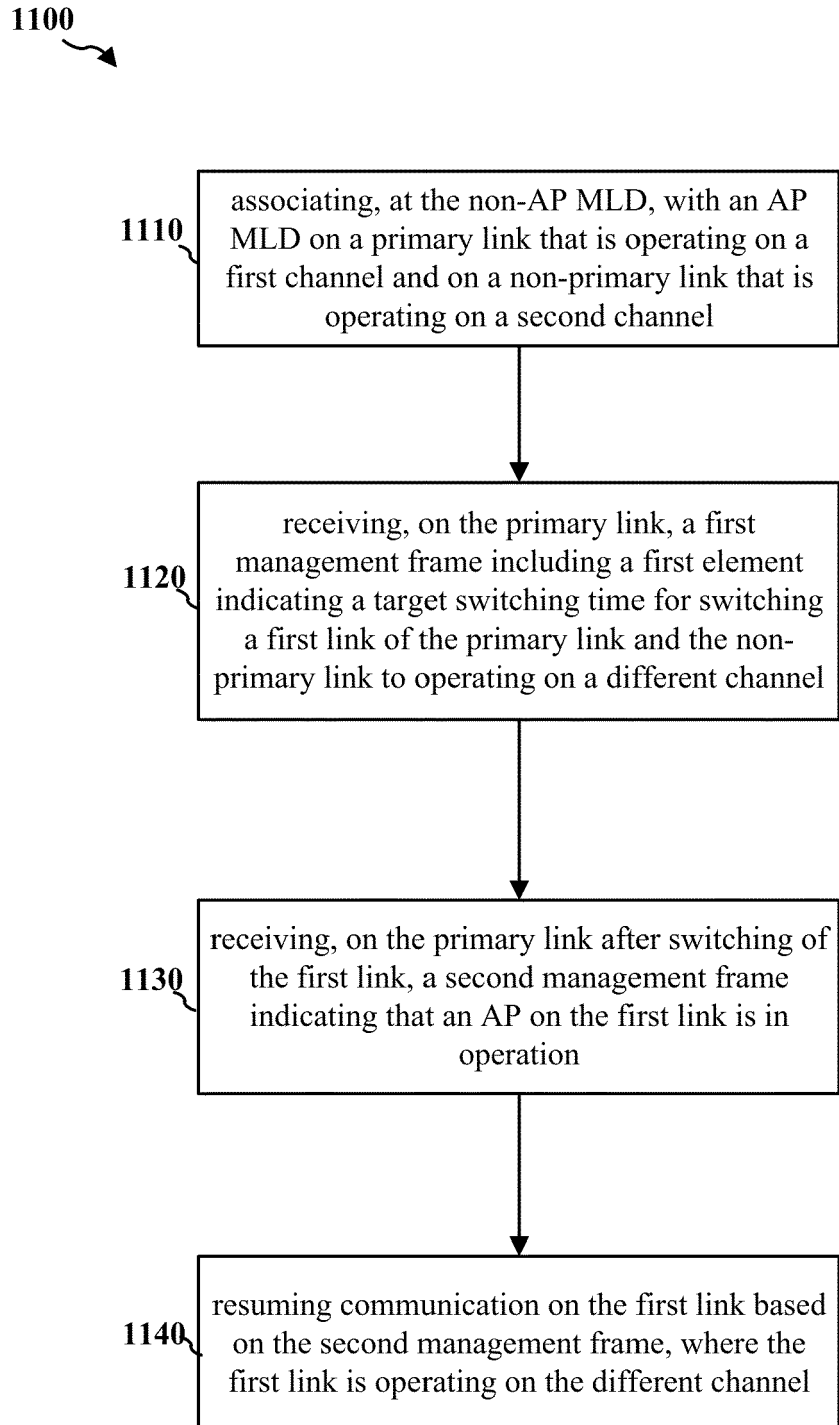 1100
1110
associating, at the non-AP MLD, with an AP
MLD on a primary link that is operating on a
first channel and on a non-primary link that is
operating on a second channel
1120
receiving, on the primary link, a first
management frame including a first element
indicating a target switching time for switching
a first link of the primary link and the non-
primary link to operating on a different channel
1130
receiving, on the primary link after switching of
the first link, a second management frame
indicating that an AP on the first link is in
operation
1140
resuming communication on the first link based
on the second management frame, where the
first link is operating on the different channel